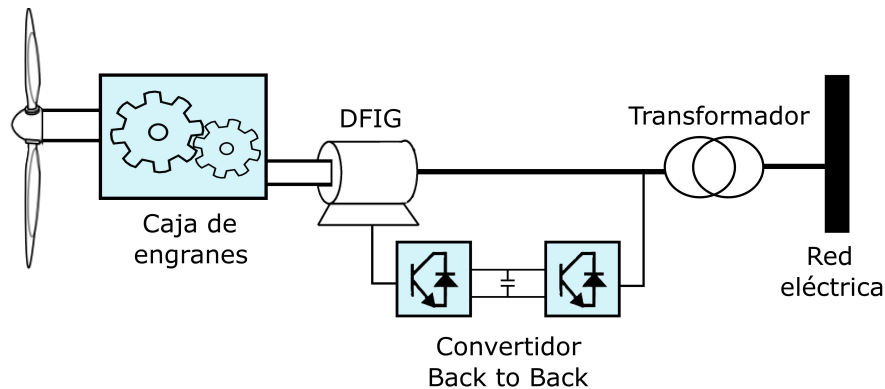 Caja de
engranes
DFIG
Convertidor
Back to Back
Transformador
Red
eléctrica